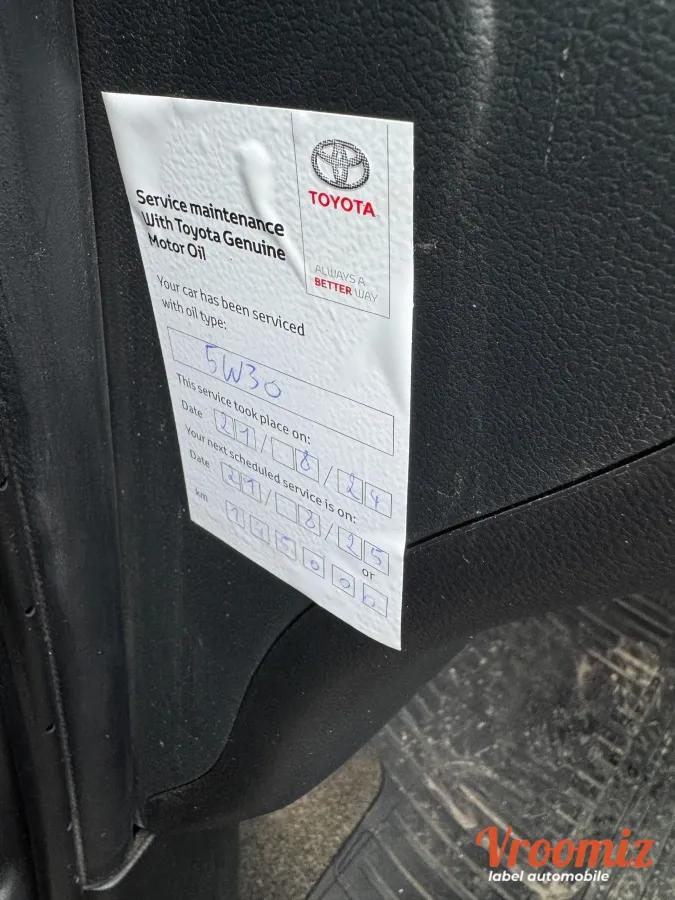 TOYOTA
ALWAYS A
BETTER WAY
Service maintenance
With Toyota Genuine
Motor Oil
Your car has been serviced
with oil type:
5W30
This service took place on:
Date 21 / 8 / 24
Your next scheduled service is on:
Date 21 / 8 / 25
or
km 145000
Vroomiz
label automobile